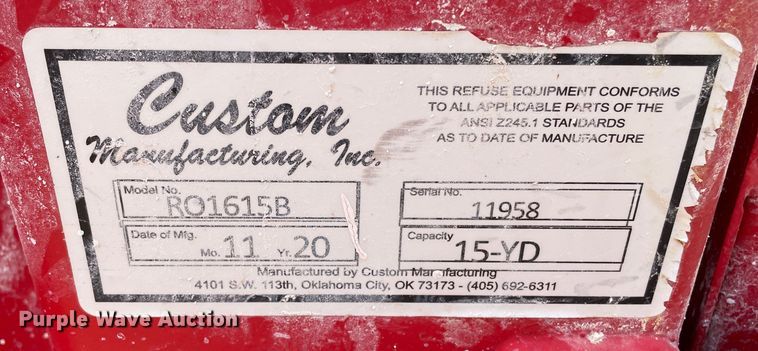 Custom
Manufacturing, Inc.
THIS REFUSE EQUIPMENT CONFORMS
TO ALL APPLICABLE PARTS OF THE
ANSI Z245.1 STANDARDS
AS TO DATE OF MANUFACTURE
Model No.
RO1615B
Serial No.
11958
Date of Mfg.
Mo. 11 Yr. 20
Capacity
15-YD
Manufactured by Custom Manufacturing
4101 S.W. 113th, Oklahoma City, OK 73173 - (405) 692-6311
Purple Wave Auction